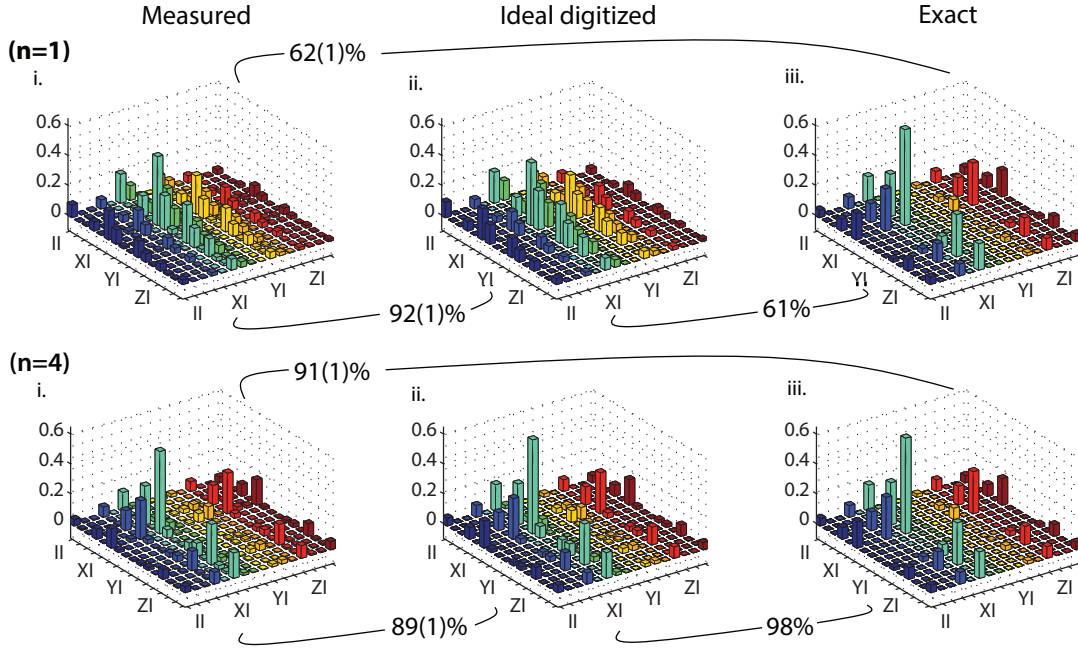 Measured Ideal digitized Exact
(n=1)
62(1)%
i. ii. iii.
0.6 0.6 0.6
0.4 0.4 0.4
0.2 0.2 0.2
0 0 0
II XI YI ZI II XI YI ZI
II XI YI ZI II XI YI ZI
II XI YI ZI II XI YI ZI
92(1)% 61%
(n=4)
91(1)%
i. ii. iii.
0.6 0.6 0.6
0.4 0.4 0.4
0.2 0.2 0.2
0 0 0
II XI YI ZI II XI YI ZI
II XI YI ZI II XI YI ZI
II XI YI ZI II XI YI ZI
89(1)% 98%